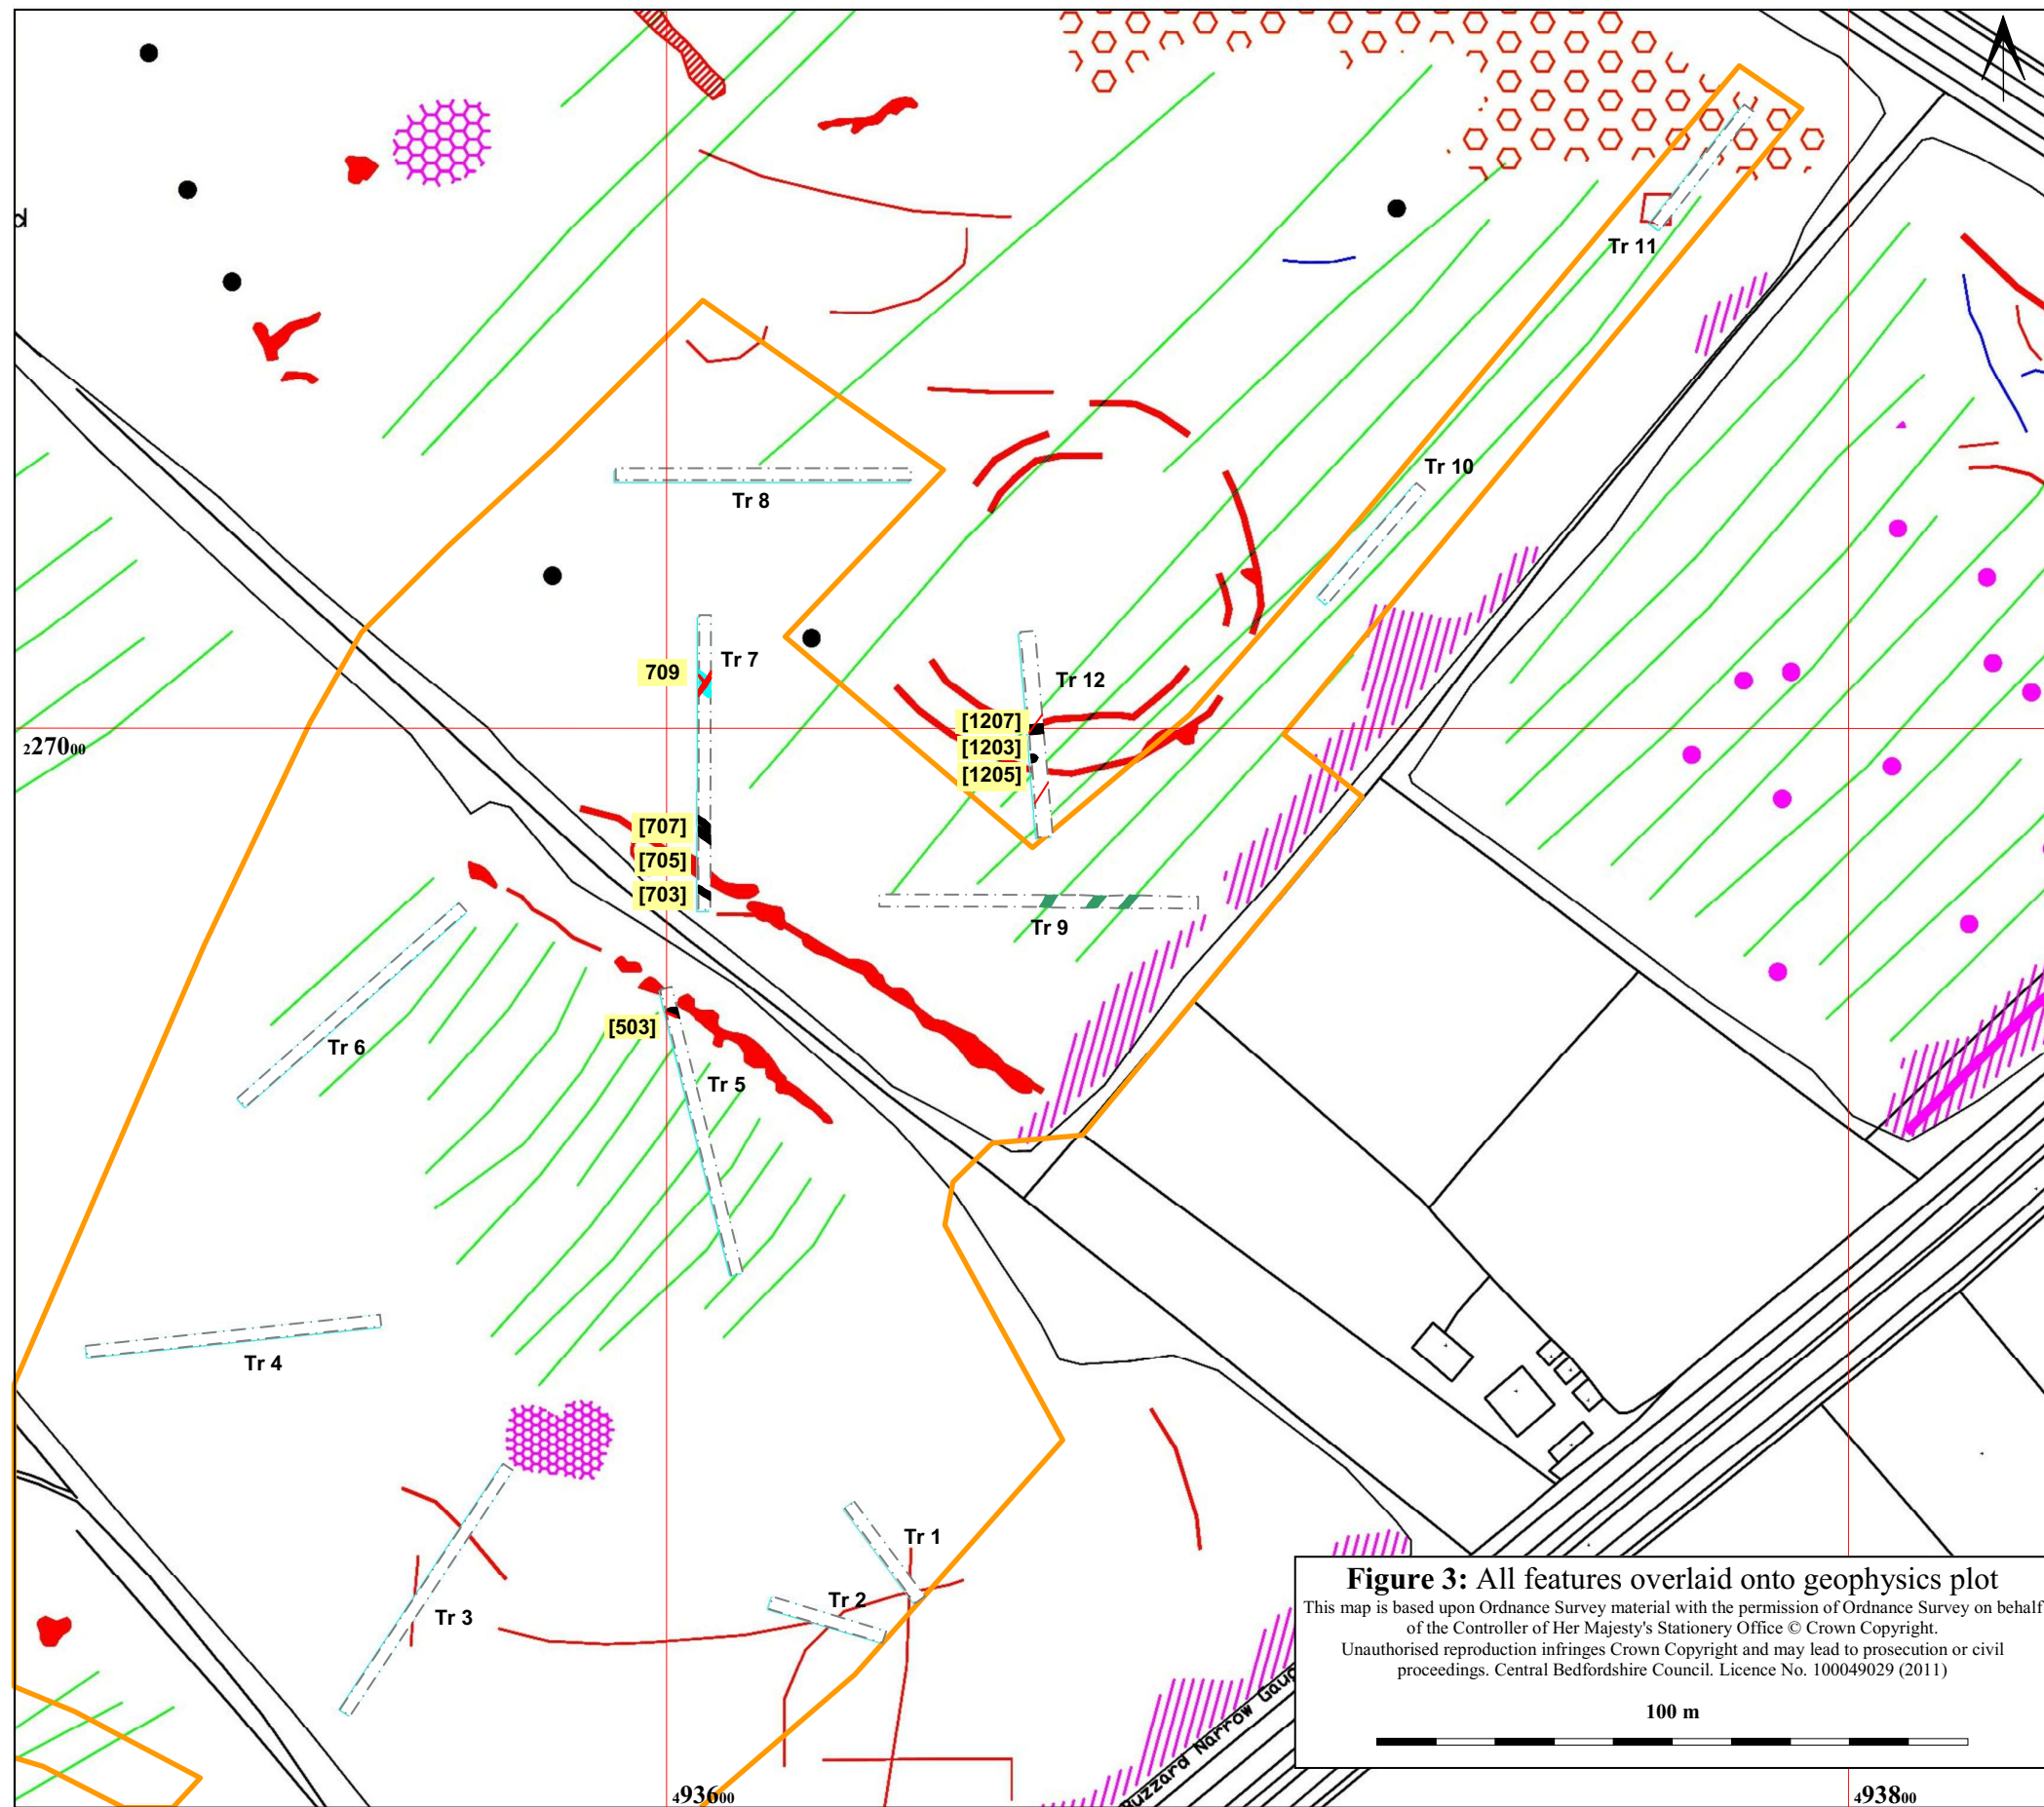 d
Tr 11
Tr 10
Tr 8
709
Tr 7
Tr 12
[1207]
[1203]
[1205]
227000
[707]
[705]
[703]
Tr 9
[503]
Tr 6
Tr 5
Tr 4
Tr 1
Tr 2
Tr 3
Figure 3: All features overlaid onto geophysics plot
This map is based upon Ordnance Survey material with the permission of Ordnance Survey on behalf
of the Controller of Her Majesty's Stationery Office © Crown Copyright.
Unauthorised reproduction infringes Crown Copyright and may lead to prosecution or civil
proceedings. Central Bedfordshire Council. Licence No. 100049029 (2011)
100 m
uzzard Narrow Gaug
493600
493800